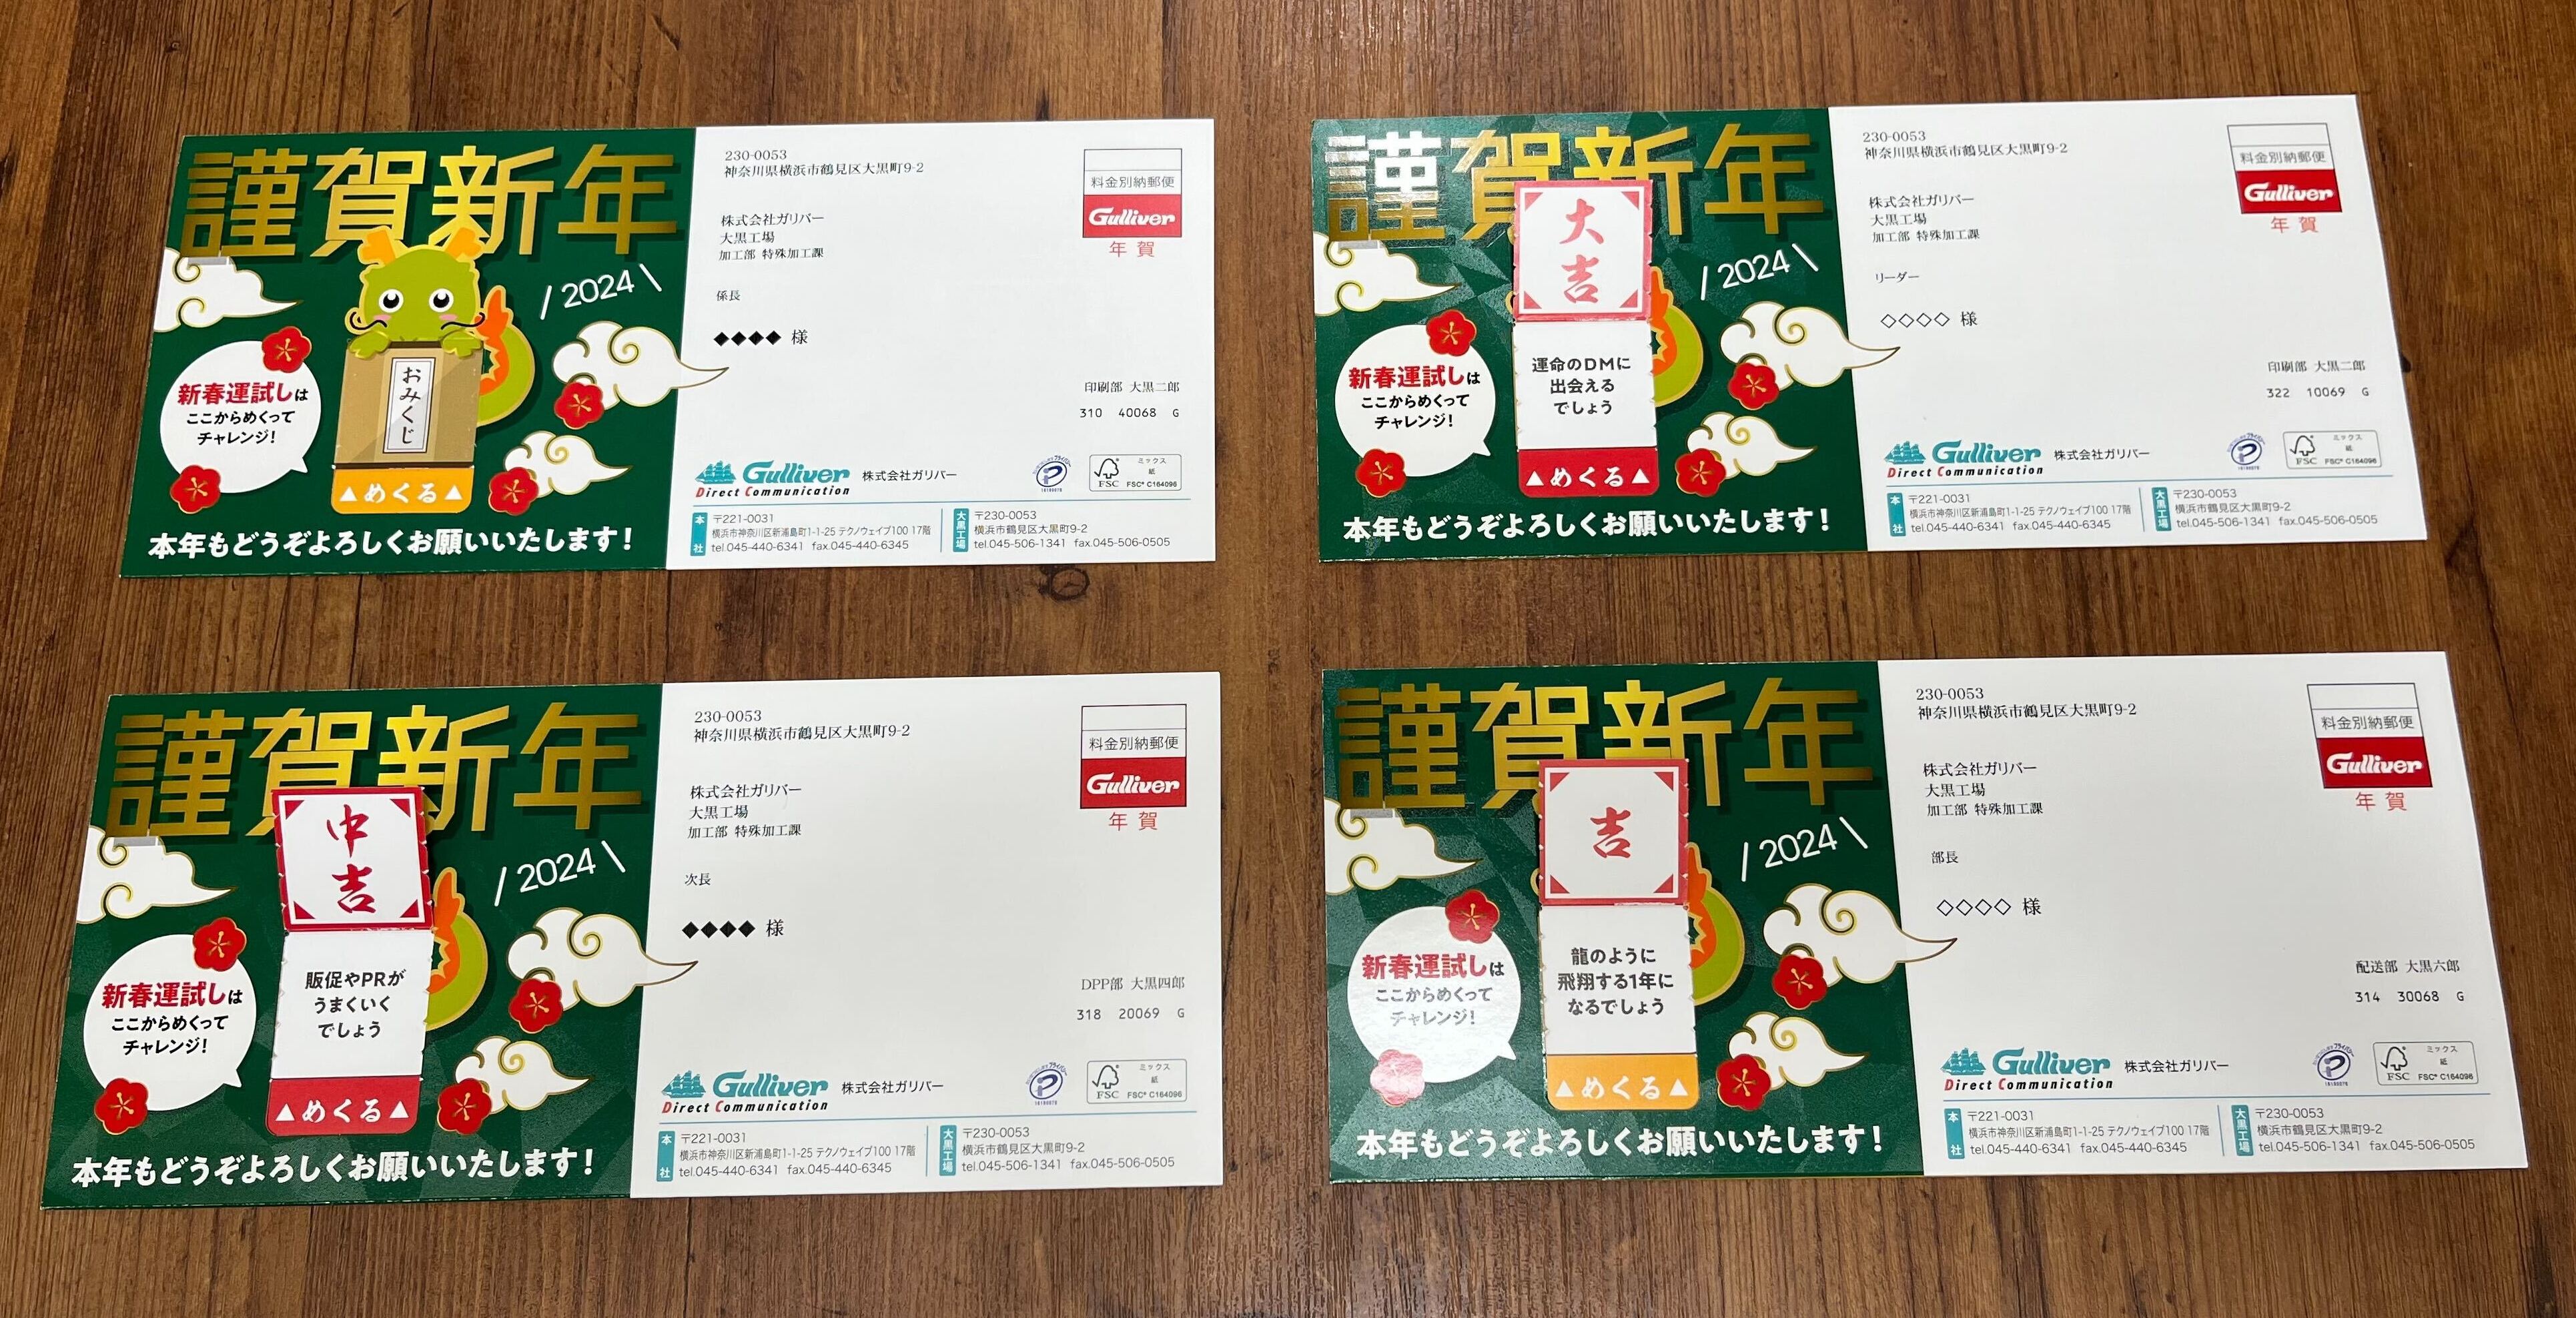 謹賀新年
/ 2024 \
おみくじ
新春運試しは
ここからめくって
チャレンジ!
▲めくる▲
本年もどうぞよろしくお願いいたします!
230-0053
神奈川県横浜市鶴見区大黒町9-2
料金別納郵便
Gulliver
年賀
株式会社ガリバー
大黒工場
加工部 特殊加工課
係長
◆◆◆◆ 様
印刷部 大黒二郎
310 40068 G
Gulliver 株式会社ガリバー
Direct Communication
FSC
ミックス
紙
FSC® C164096
本社
〒221-0031
横浜市神奈川区新浦島町1-1-25 テクノウェイブ100 17階
tel.045-440-6341 fax.045-440-6345
大黒工場
〒230-0053
横浜市鶴見区大黒町9-2
tel.045-506-1341 fax.045-506-0505
謹賀新年
大吉
/ 2024 \
運命のDMに
出会える
でしょう
新春運試しは
ここからめくって
チャレンジ!
▲めくる▲
本年もどうぞよろしくお願いいたします!
230-0053
神奈川県横浜市鶴見区大黒町9-2
料金別納郵便
Gulliver
年賀
株式会社ガリバー
大黒工場
加工部 特殊加工課
リーダー
◇◇◇◇ 様
印刷部 大黒二郎
322 10069 G
Gulliver 株式会社ガリバー
Direct Communication
FSC
ミックス
紙
FSC® C164096
本社
〒221-0031
横浜市神奈川区新浦島町1-1-25 テクノウェイブ100 17階
tel.045-440-6341 fax.045-440-6345
大黒工場
〒230-0053
横浜市鶴見区大黒町9-2
tel.045-506-1341 fax.045-506-0505
謹賀新年
中吉
/ 2024 \
販促やPRが
うまくいく
でしょう
新春運試しは
ここからめくって
チャレンジ!
▲めくる▲
本年もどうぞよろしくお願いいたします!
230-0053
神奈川県横浜市鶴見区大黒町9-2
料金別納郵便
Gulliver
年賀
株式会社ガリバー
大黒工場
加工部 特殊加工課
次長
◆◆◆◆ 様
DPP部 大黒四郎
318 20069 G
Gulliver 株式会社ガリバー
Direct Communication
FSC
ミックス
紙
FSC® C164096
本社
〒221-0031
横浜市神奈川区新浦島町1-1-25 テクノウェイブ100 17階
tel.045-440-6341 fax.045-440-6345
大黒工場
〒230-0053
横浜市鶴見区大黒町9-2
tel.045-506-1341 fax.045-506-0505
謹賀新年
吉
/ 2024 \
龍のように
飛翔する1年に
なるでしょう
新春運試しは
ここからめくって
チャレンジ!
▲めくる▲
本年もどうぞよろしくお願いいたします!
230-0053
神奈川県横浜市鶴見区大黒町9-2
料金別納郵便
Gulliver
年賀
株式会社ガリバー
大黒工場
加工部 特殊加工課
部長
◇◇◇◇ 様
配送部 大黒六郎
314 30068 G
Gulliver 株式会社ガリバー
Direct Communication
FSC
ミックス
紙
FSC® C164096
本社
〒221-0031
横浜市神奈川区新浦島町1-1-25 テクノウェイブ100 17階
tel.045-440-6341 fax.045-440-6345
大黒工場
〒230-0053
横浜市鶴見区大黒町9-2
tel.045-506-1341 fax.045-506-0505